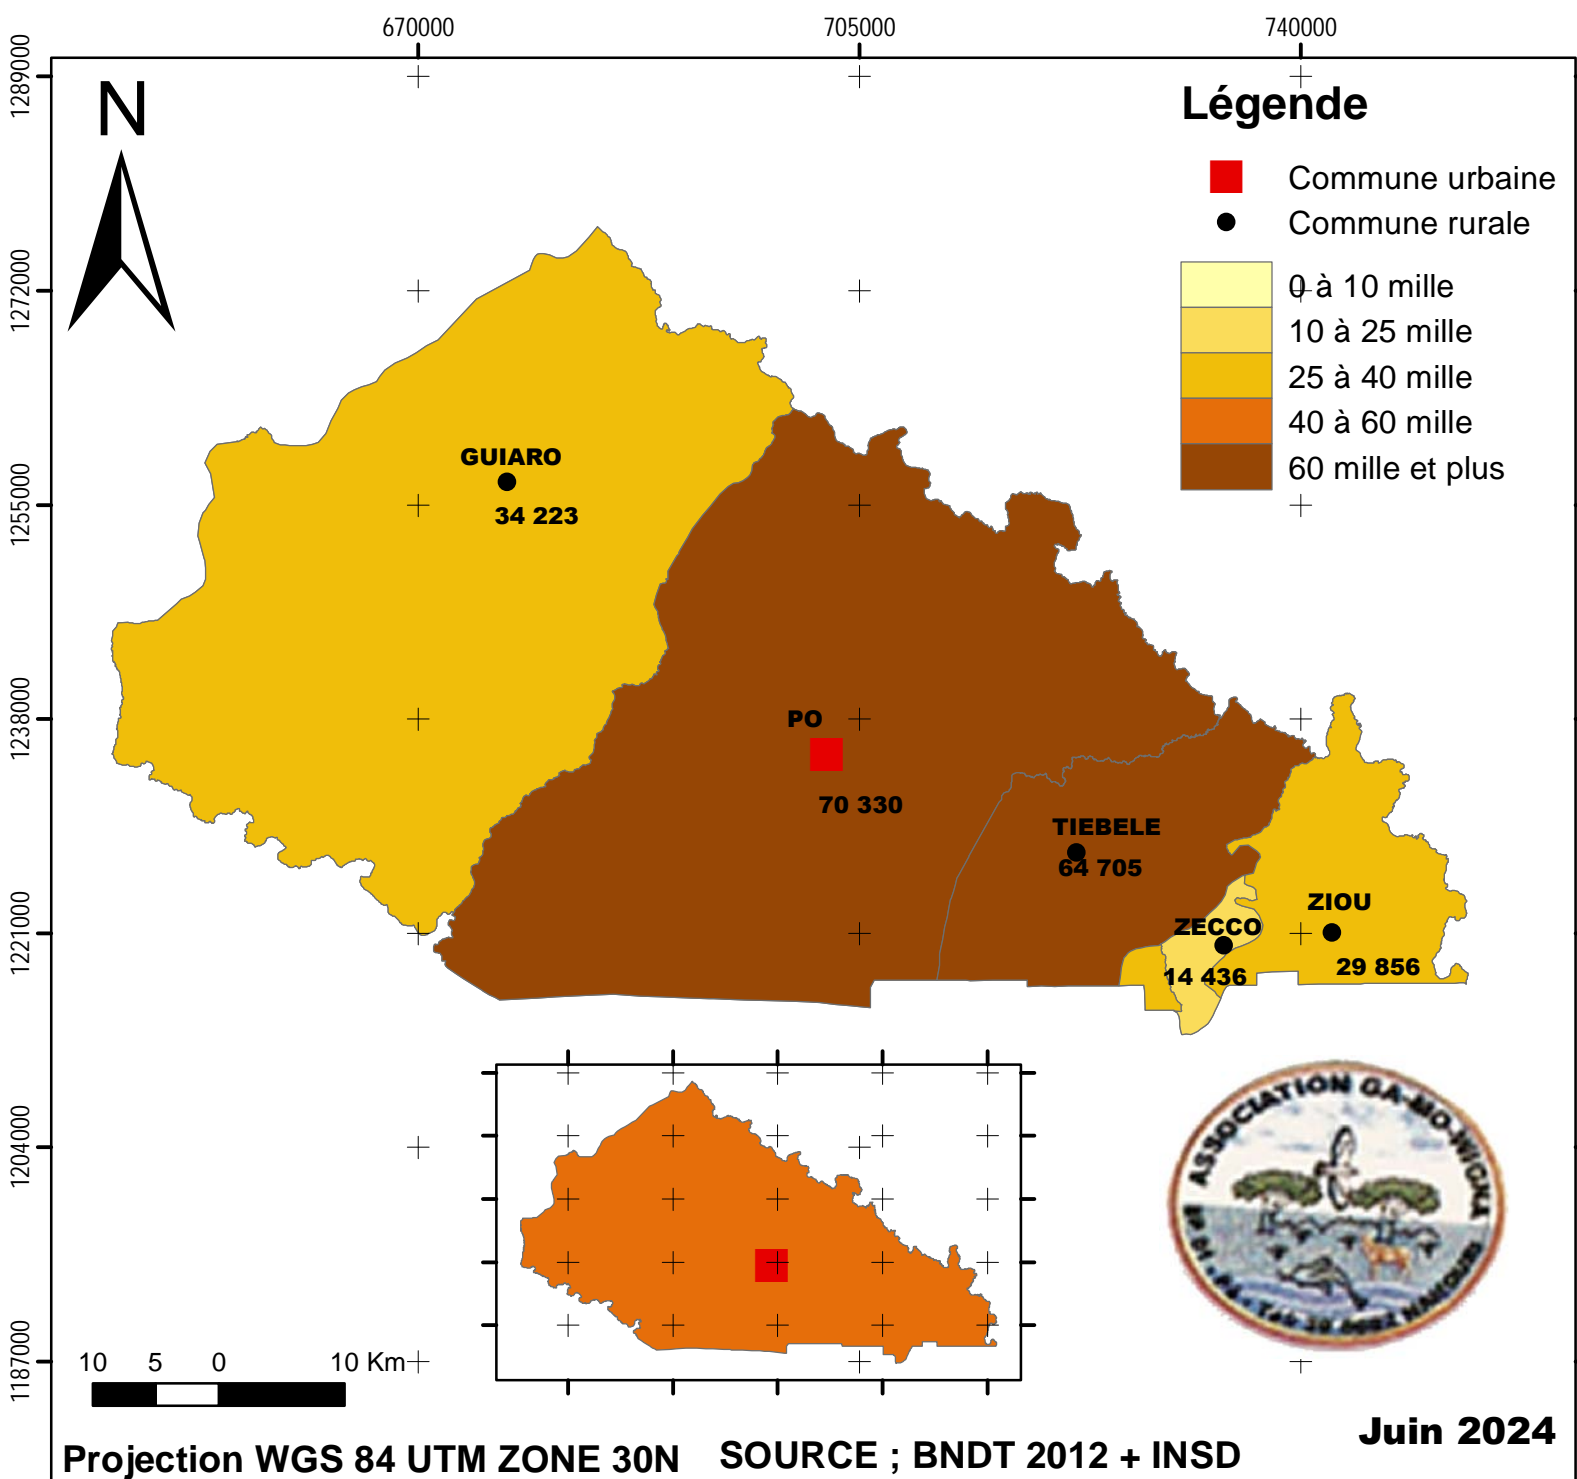 670000 705000 740000
1289000
1272000
1255000
1238000
1221000
1204000
1187000
N
Légende
Commune urbaine
Commune rurale
0 à 10 mille
10 à 25 mille
25 à 40 mille
40 à 60 mille
60 mille et plus
GUIARO
34 223
PO
70 330
TIEBELE
64 705
ZECCO
14 436
ZIOU
29 856
ASSOCIATION GA-MO-WIGNA
10 5 0 10 Km
Juin 2024
Projection WGS 84 UTM ZONE 30N SOURCE ; BNDT 2012 + INSD